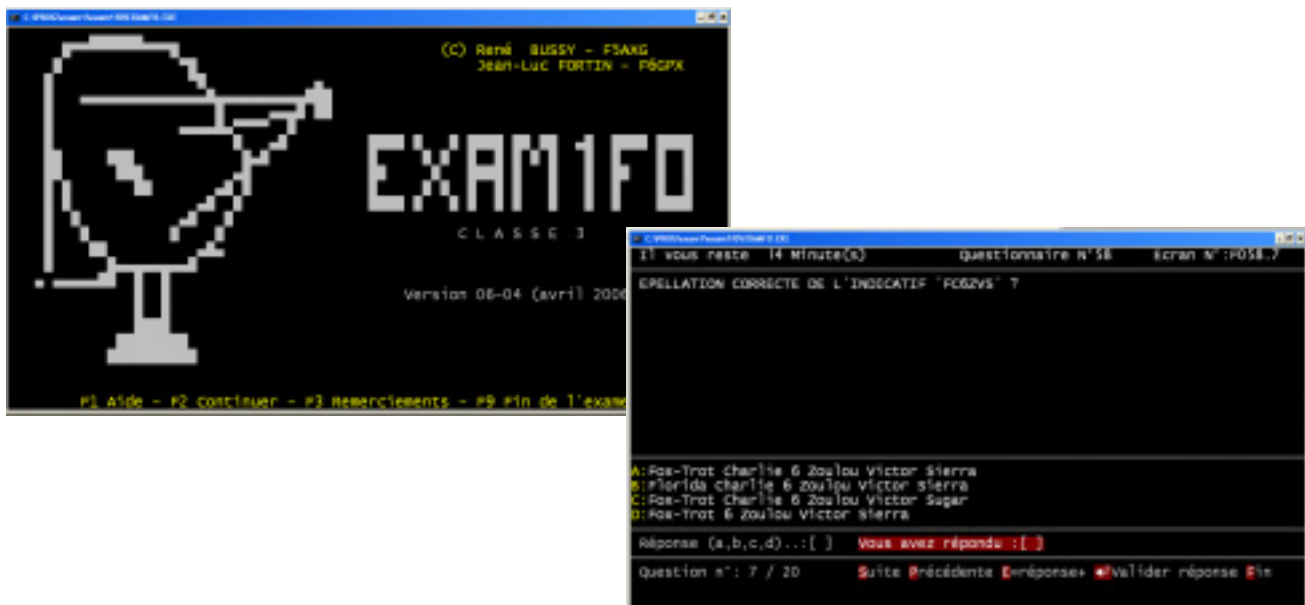 (C) René BUSSY - F5AXG
Jean-Luc FORTIN - F6GPX
EXAM1FO
CLASSE 3
Version 06-04 (avril 2006
F1 Aide - F2 Continuer - F3 Remerciements - F9 Fin de l'exame
Il vous reste 14 Minute(s) Questionnaire N°58 Ecran N°:FO58.7
EPELLATION CORRECTE DE L'INDICATIF "FC6ZVS" ?
A:Fox-Trot Charlie 6 Zoulou Victor Sierra
B:Florida Charlie 6 Zoulou Victor Sierra
C:Fox-Trot Charlie 6 Zoulou Victor Sugar
D:Fox-Trot 6 Zoulou Victor Sierra
Réponse (a,b,c,d)..:[ ] Vous avez répondu :[ ]
Question n°: 7 / 20 Suite Précédente E=réponse+ Valider réponse Fin